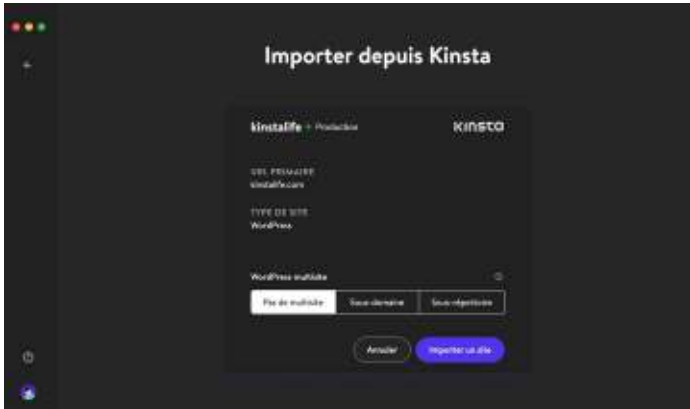 Importer depuis Kinsta
kinstalife Production
KINSTA
URL PRIMAIRE
kinstalife.com
TYPE DE SITE
WordPress
WordPress multisite
Pas de multisite Sous-domaine Sous-répertoire
Annuler Importer un site